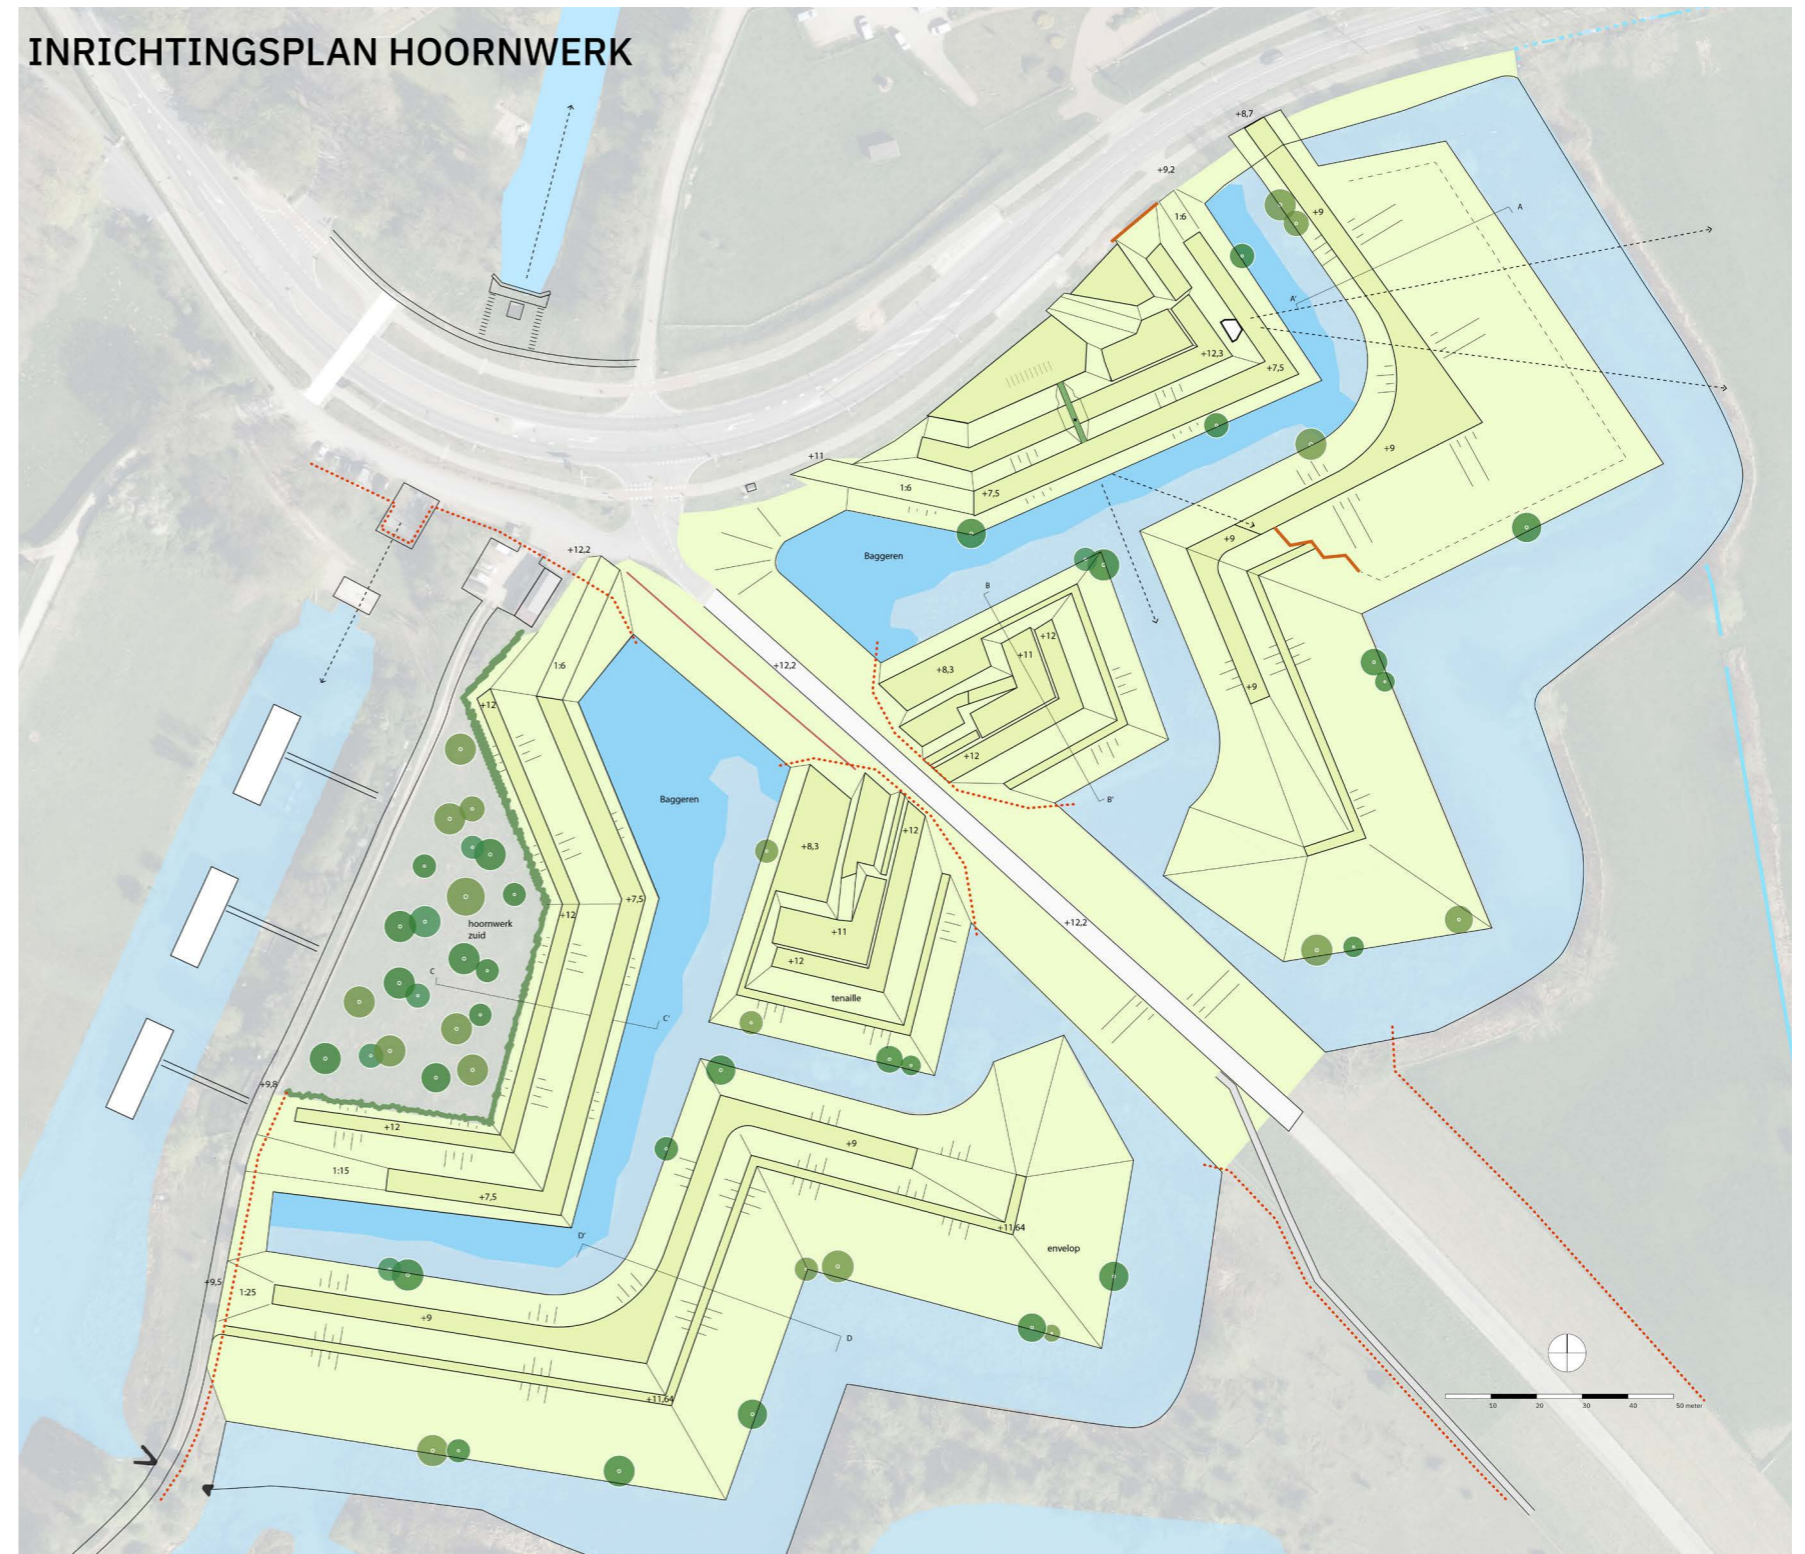 INRICHTINGSPLAN HOORNWERK
+8,7
+9,2
1:6
+9
A
A'
+12,3
+7,5
+11
1:6
+7,5
+9
+9
Baggeren
+12,2
B
+12
+11
+8,3
+12,2
1:6
+9
+12
+12
Baggeren
B'
+12
+8,3
+7,5
+12
hoornwerk
zuid
+12,2
+11
+12
C
tenaille
C'
+9,8
+12
+9
1:15
+7,5
+11,64
D'
envelop
+9,5
1:25
+9
D
+11,64
10 20 30 40 50 meter